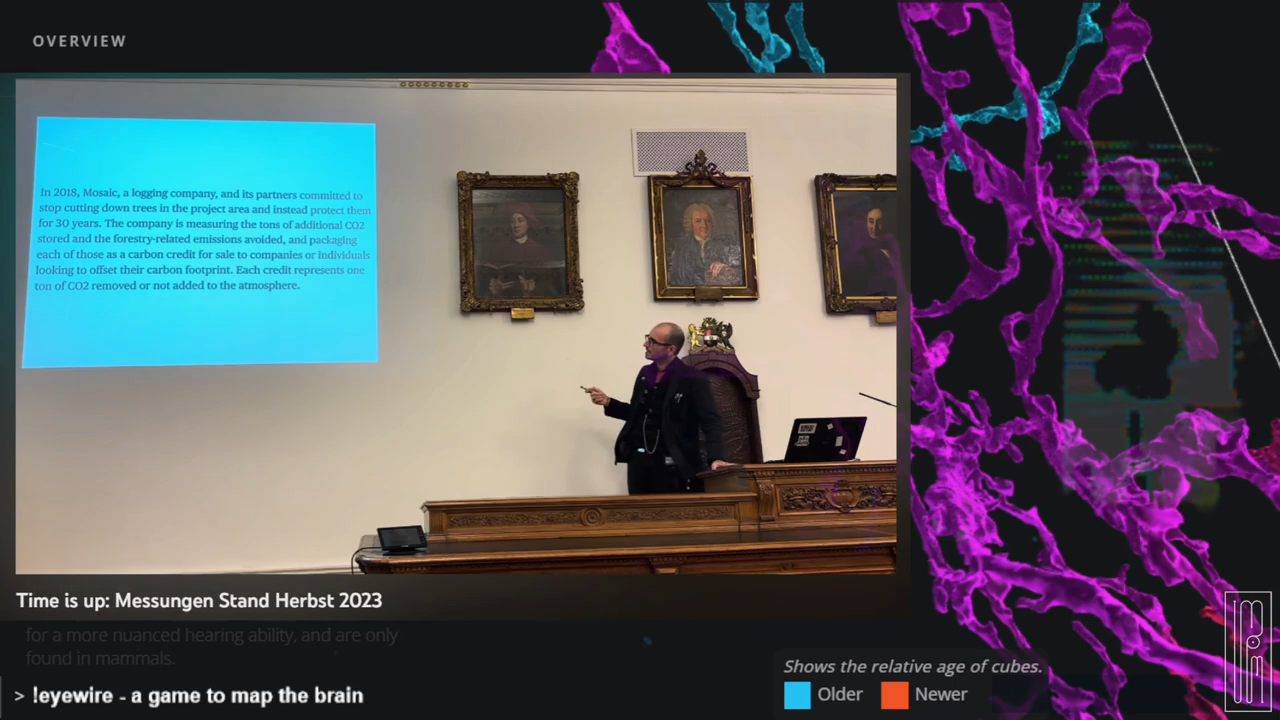 OVERVIEW
In 2018, Mosaic, a logging company, and its partners committed to
stop cutting down trees in the project area and instead protect them
for 30 years. The company is measuring the tons of additional CO2
stored and the forestry-related emissions avoided, and packaging
each of those as a carbon credit for sale to companies or individuals
looking to offset their carbon footprint. Each credit represents one
ton of CO2 removed or not added to the atmosphere.
Time is up: Messungen Stand Herbst 2023
for a more nuanced hearing ability, and are only
found in mammals.
> !eyewire - a game to map the brain
Shows the relative age of cubes.
Older
Newer